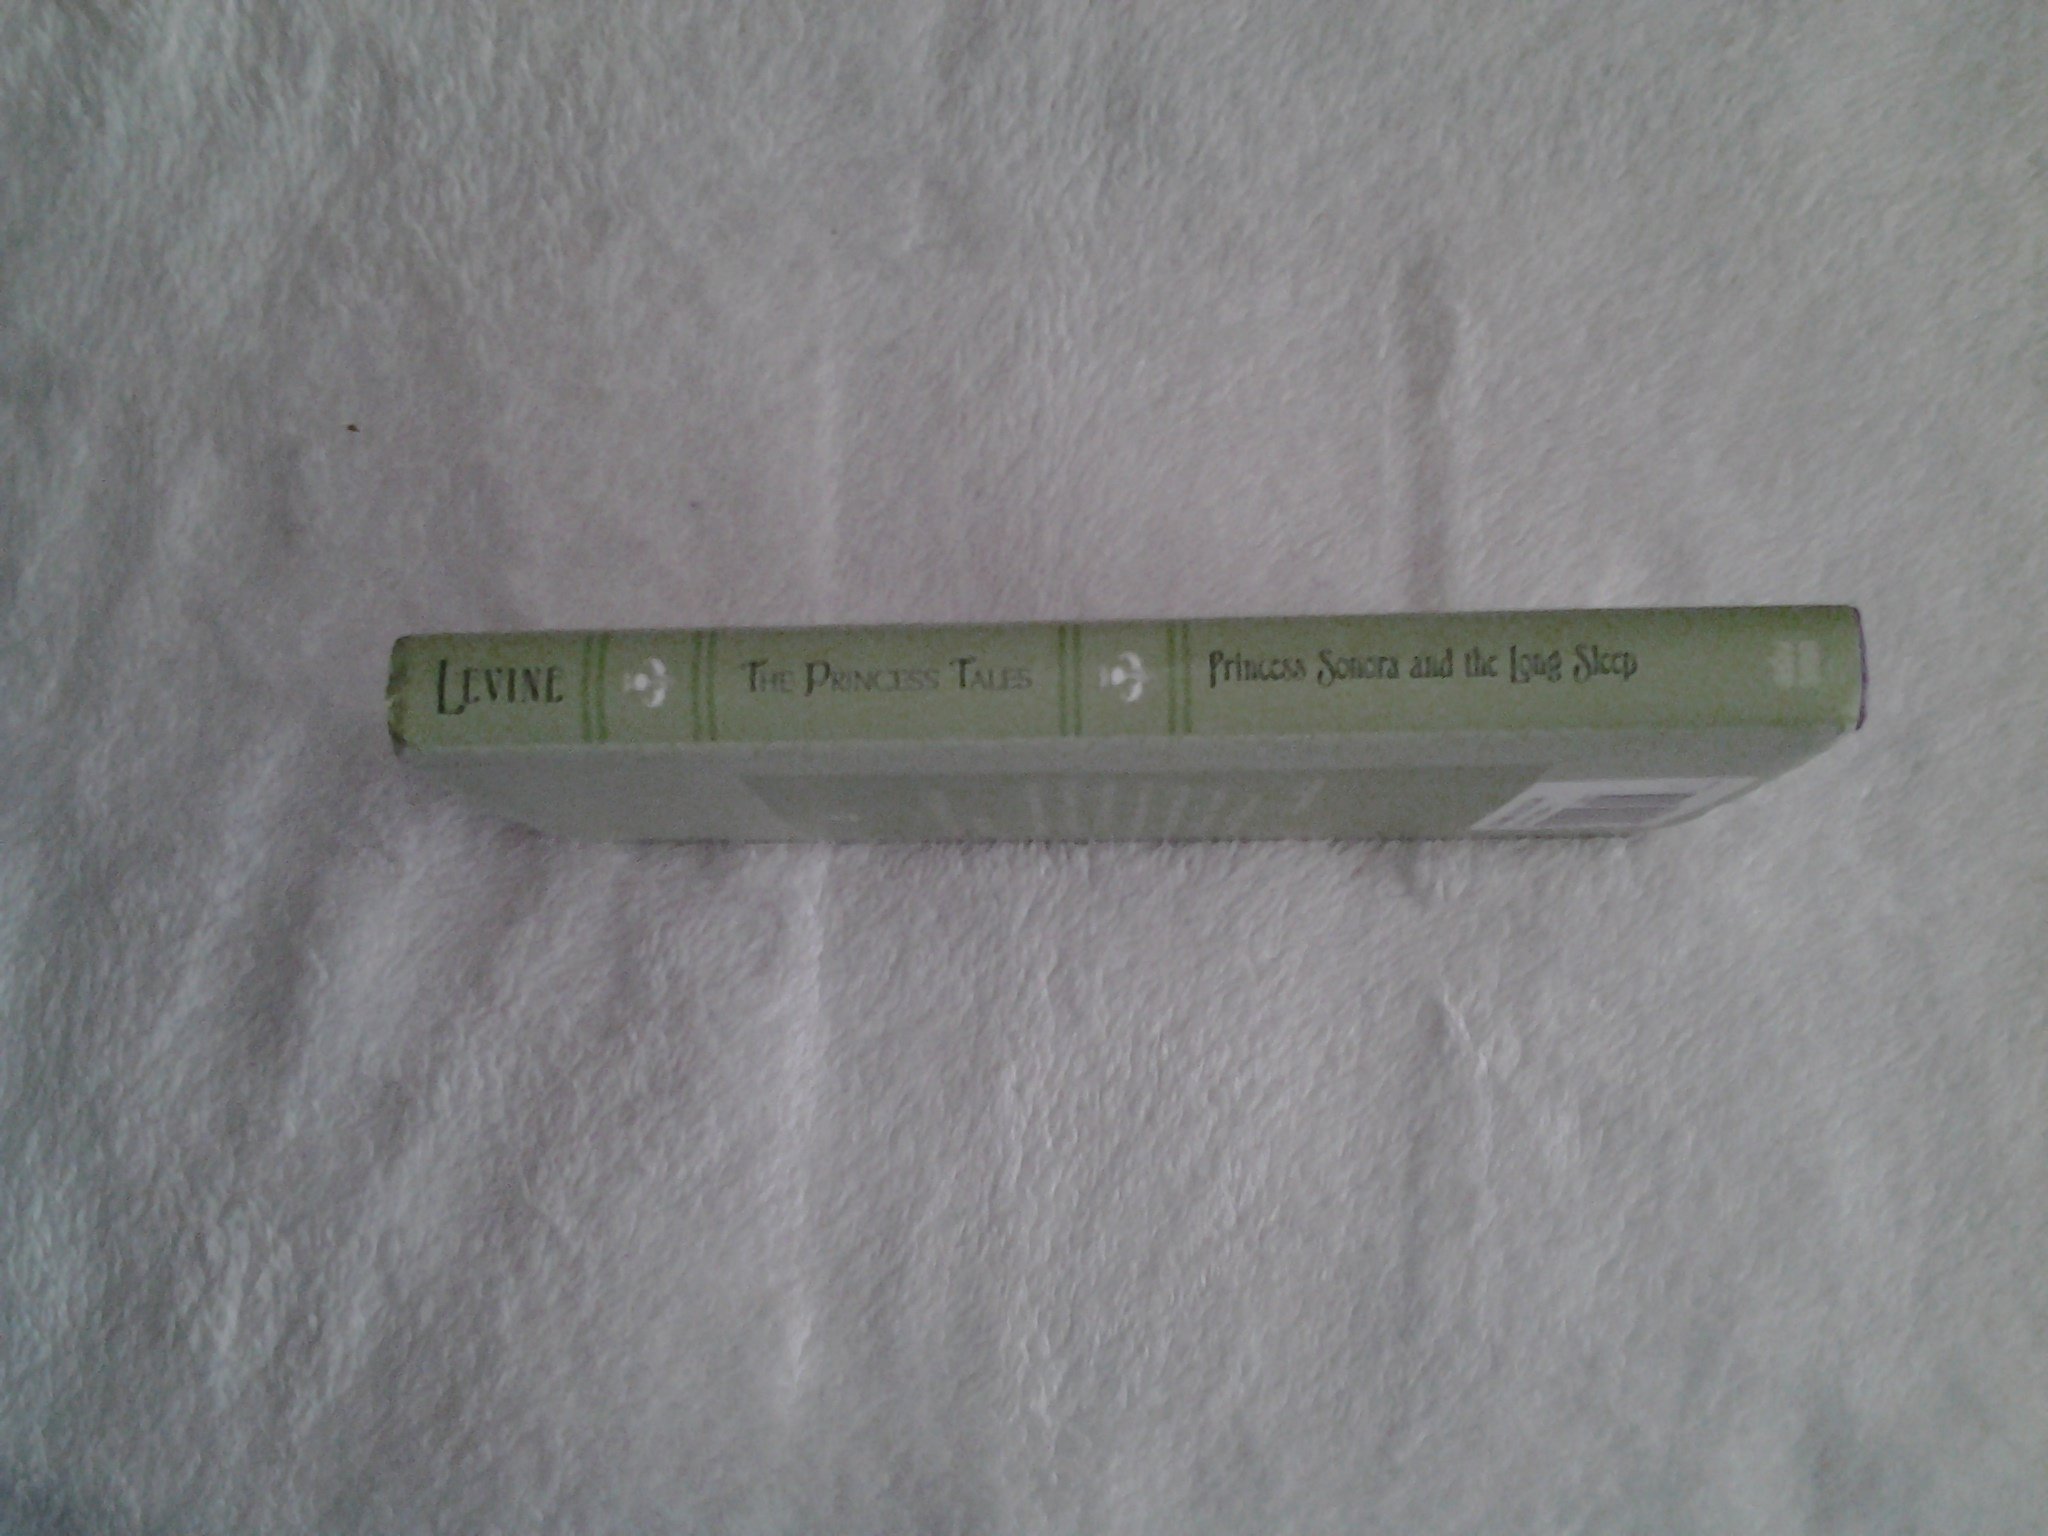 LEVINE
THE PRINCESS TALES
Princess Sonora and the Long Sleep